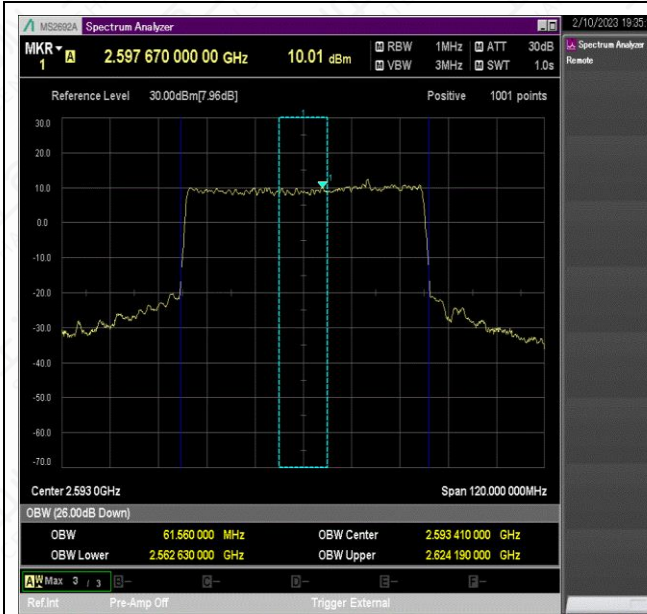 MS2692A Spectrum Analyzer 2/10/2023 19:35:
MKR 1 A 2.597 670 000 00 GHz 10.01 dBm M RBW 1MHz M ATT 30dB
M VBW 3MHz M SWT 1.0s
Spectrum Analyzer
Remote
Reference Level 30.00dBm[7.96dB] Positive 1001 points
30.0
20.0
10.0
0.0
-10.0
-20.0
-30.0
-40.0
-50.0
-60.0
-70.0
1
Center 2.593 0GHz Span 120.000 000MHz
OBW (26.00dB Down)
OBW 61.560 000 MHz OBW Center 2.593 410 000 GHz
OBW Lower 2.562 630 000 GHz OBW Upper 2.624 190 000 GHz
A W Max 3 / 3 B- C- D- E- F-
Ref.Int Pre-Amp Off Trigger External